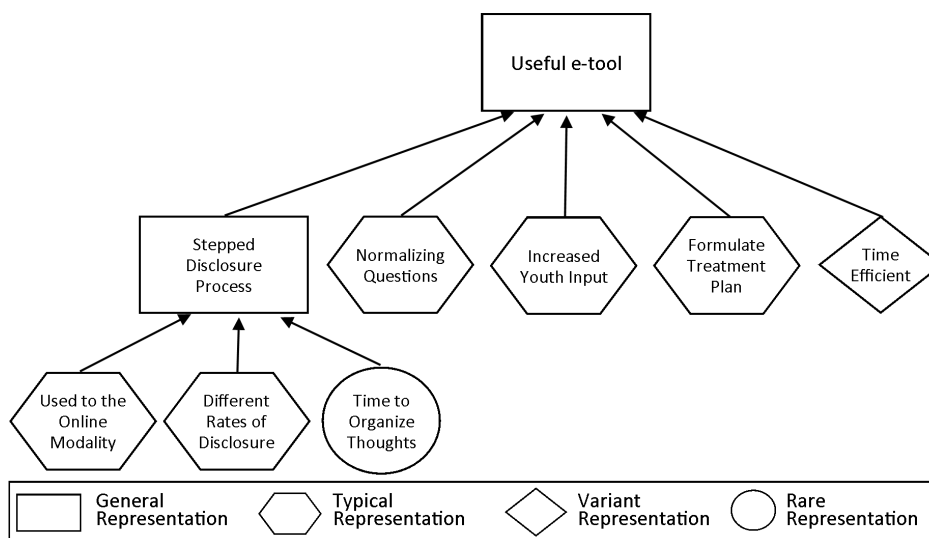 Useful e-tool
Stepped
Disclosure
Process
Normalizing
Questions
Increased
Youth Input
Formulate
Treatment
Plan
Time
Efficient
Used to the
Online
Modality
Different
Rates of
Disclosure
Time to
Organize
Thoughts
General
Representation
Typical
Representation
Variant
Representation
Rare
Representation